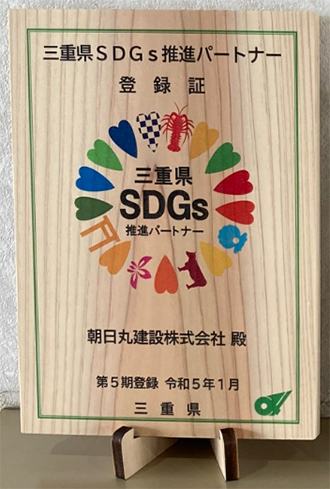 三重県ＳＤＧｓ推進パートナー
登録証
三重県
SDGs
推進パートナー
朝日丸建設株式会社 殿
第５期登録 令和５年１月
三重県